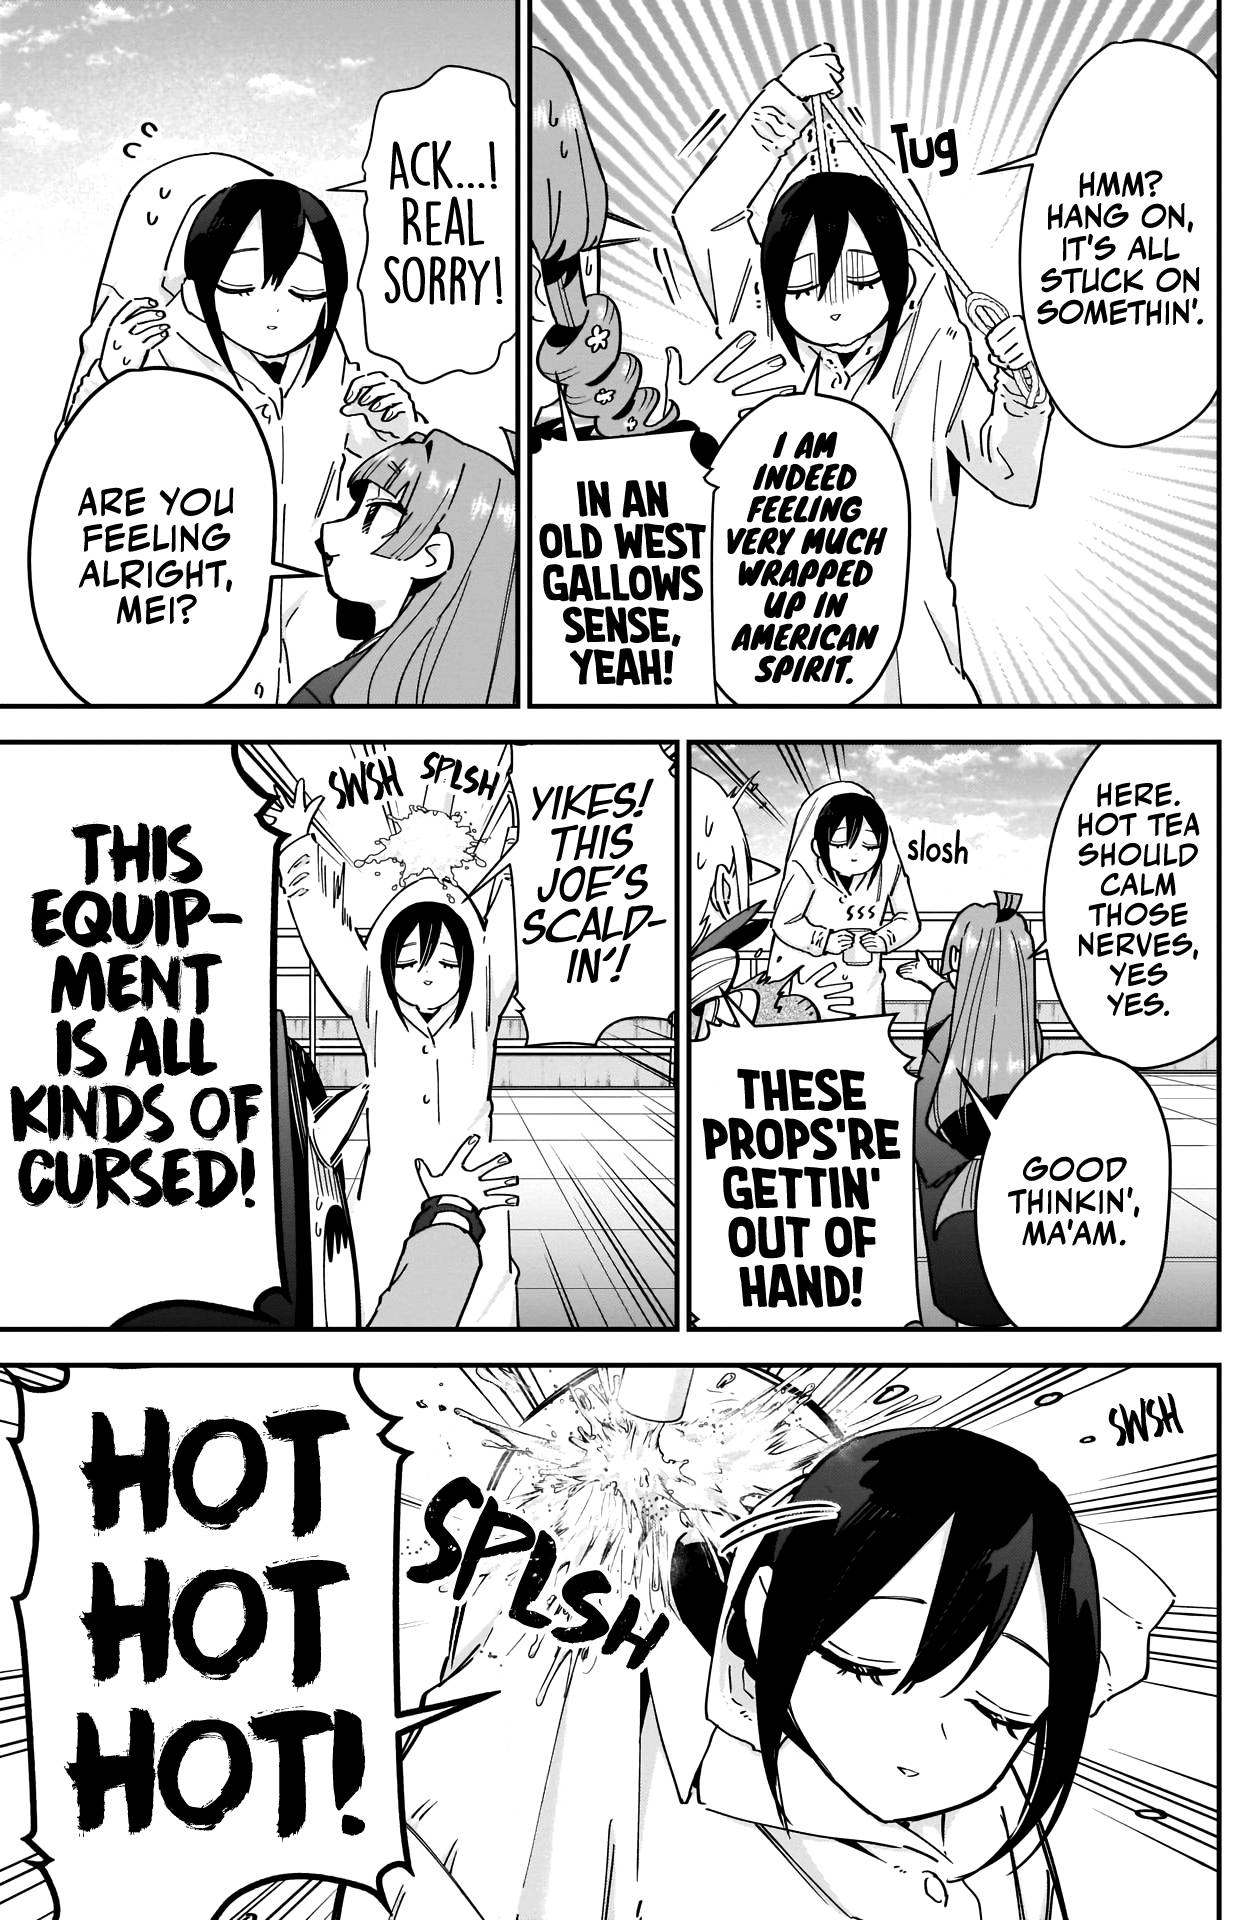 HMM?
HANG ON,
IT'S ALL
STUCK ON
SOMETHIN'.
Tug
I AM
INDEED
FEELING
VERY MUCH
WRAPPED
UP IN
AMERICAN
SPIRIT.
IN AN
OLD WEST
GALLOWS
SENSE,
YEAH!
ACK...!
REAL
SORRY!
ARE YOU
FEELING
ALRIGHT,
MEI?
HERE.
HOT TEA
SHOULD
CALM
THOSE
NERVES,
YES
YES.
slosh
GOOD
THINKIN',
MA'AM.
THESE
PROPS'RE
GETTIN'
OUT OF
HAND!
YIKES!
THIS
JOE'S
SCALD-
IN'!
SPLSH
SWSH
THIS
EQUIP-
MENT
IS ALL
KINDS OF
CURSED!
SWSH
SPLSH
HOT
HOT
HOT!